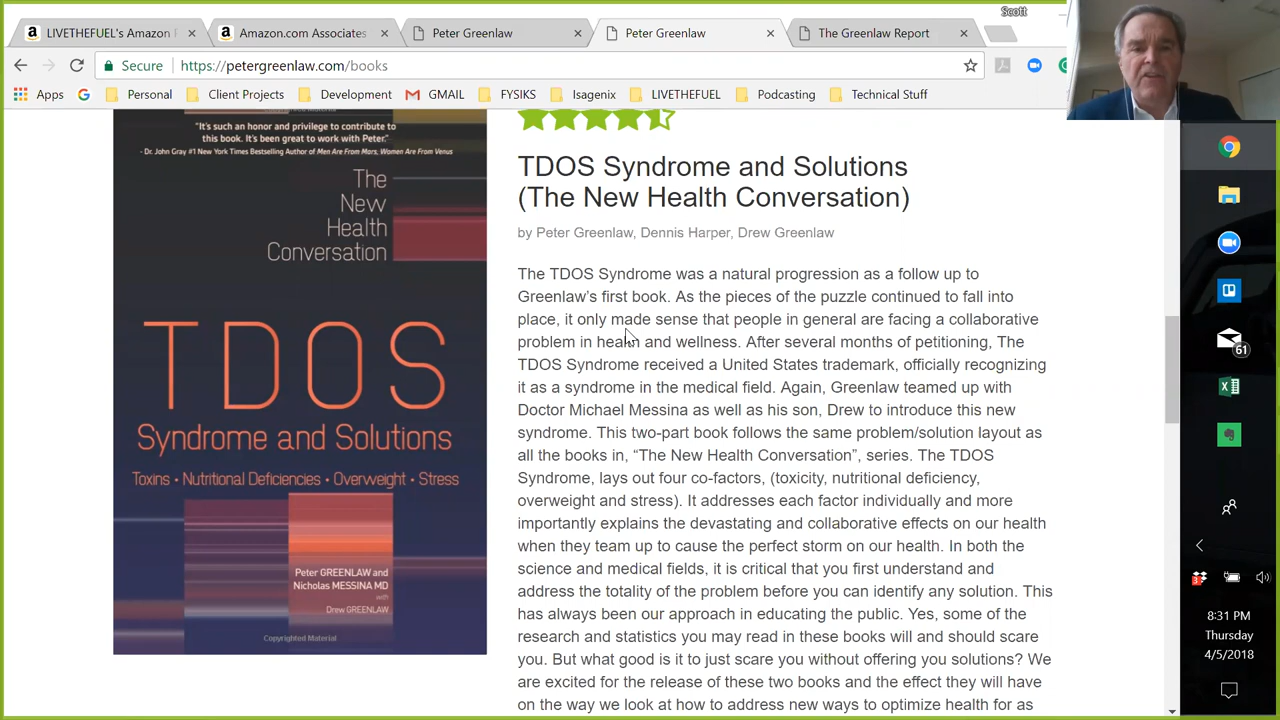 Scott
LIVETHEFUEL's Amazon P
Amazon.com Associates
Peter Greenlaw
Peter Greenlaw
The Greenlaw Report
Secure
https://petergreenlaw.com/books
Apps
Personal
Client Projects
Development
GMAIL
FYSIKS
Isagenix
LIVETHEFUEL
Podcasting
Technical Stuff
"It's such an honor and privilege to contribute to
this book. It's been great to work with Peter."
- Dr. John Gray #1 New York Times Bestselling Author of Men Are From Mars, Women Are From Venus
The
New
Health
Conversation
TDOS
Syndrome and Solutions
Toxins • Nutritional Deficiencies • Overweight • Stress
Peter GREENLAW and
Nicholas MESSINA MD
with
Drew GREENLAW
Copyrighted Material
TDOS Syndrome and Solutions
(The New Health Conversation)
by Peter Greenlaw, Dennis Harper, Drew Greenlaw
The TDOS Syndrome was a natural progression as a follow up to
Greenlaw's first book. As the pieces of the puzzle continued to fall into
place, it only made sense that people in general are facing a collaborative
problem in health and wellness. After several months of petitioning, The
TDOS Syndrome received a United States trademark, officially recognizing
it as a syndrome in the medical field. Again, Greenlaw teamed up with
Doctor Michael Messina as well as his son, Drew to introduce this new
syndrome. This two-part book follows the same problem/solution layout as
all the books in, “The New Health Conversation”, series. The TDOS
Syndrome, lays out four co-factors, (toxicity, nutritional deficiency,
overweight and stress). It addresses each factor individually and more
importantly explains the devastating and collaborative effects on our health
when they team up to cause the perfect storm on our health. In both the
science and medical fields, it is critical that you first understand and
address the totality of the problem before you can identify any solution. This
has always been our approach in educating the public. Yes, some of the
research and statistics you may read in these books will and should scare
you. But what good is it to just scare you without offering you solutions? We
are excited for the release of these two books and the effect they will have
on the way we look at how to address new ways to optimize health for as
61
3
8:31 PM
Thursday
4/5/2018